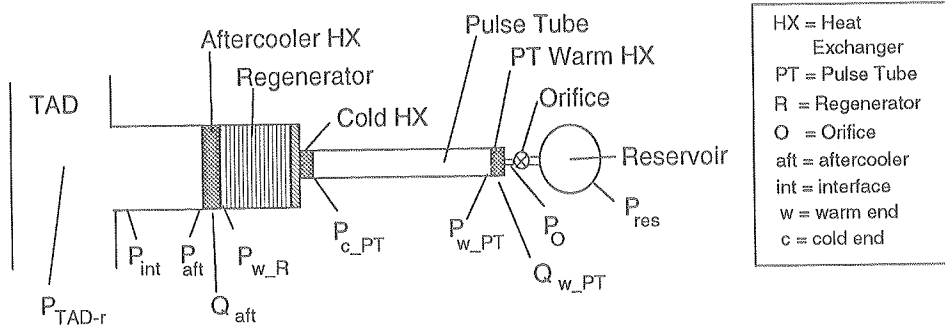 Pulse Tube
Aftercooler HX
PT Warm HX
Regenerator
TAD
Orifice
Cold HX
Reservoir
P_int
P_aft
P_w_R
P_c_PT
P_w_PT
P_O
P_res
Q_w_PT
P_TAD-r
Q_aft
HX = Heat
Exchanger
PT = Pulse Tube
R = Regenerator
O = Orifice
aft = aftercooler
int = interface
w = warm end
c = cold end